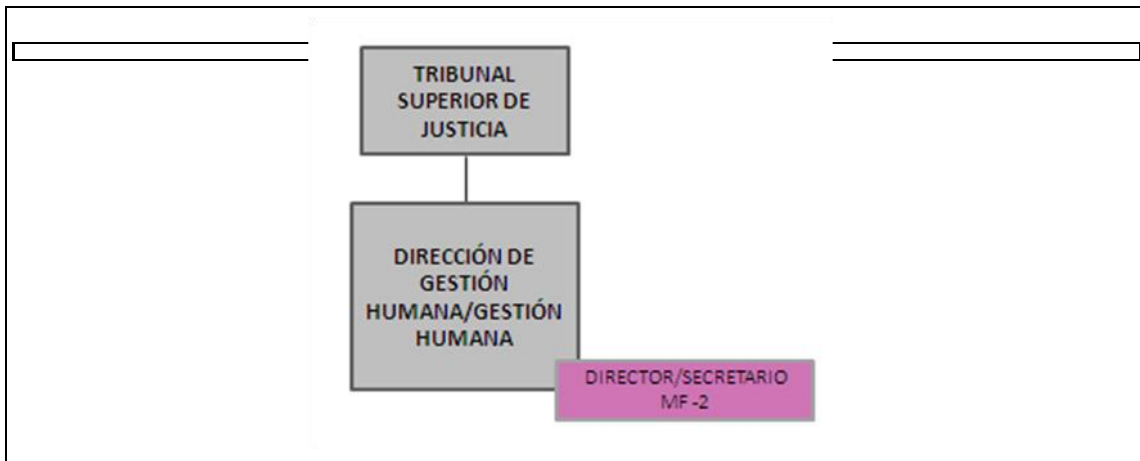 TRIBUNAL
SUPERIOR DE
JUSTICIA
DIRECCIÓN DE
GESTIÓN
HUMANA/GESTIÓN
HUMANA
DIRECTOR/SECRETARIO
MF -2